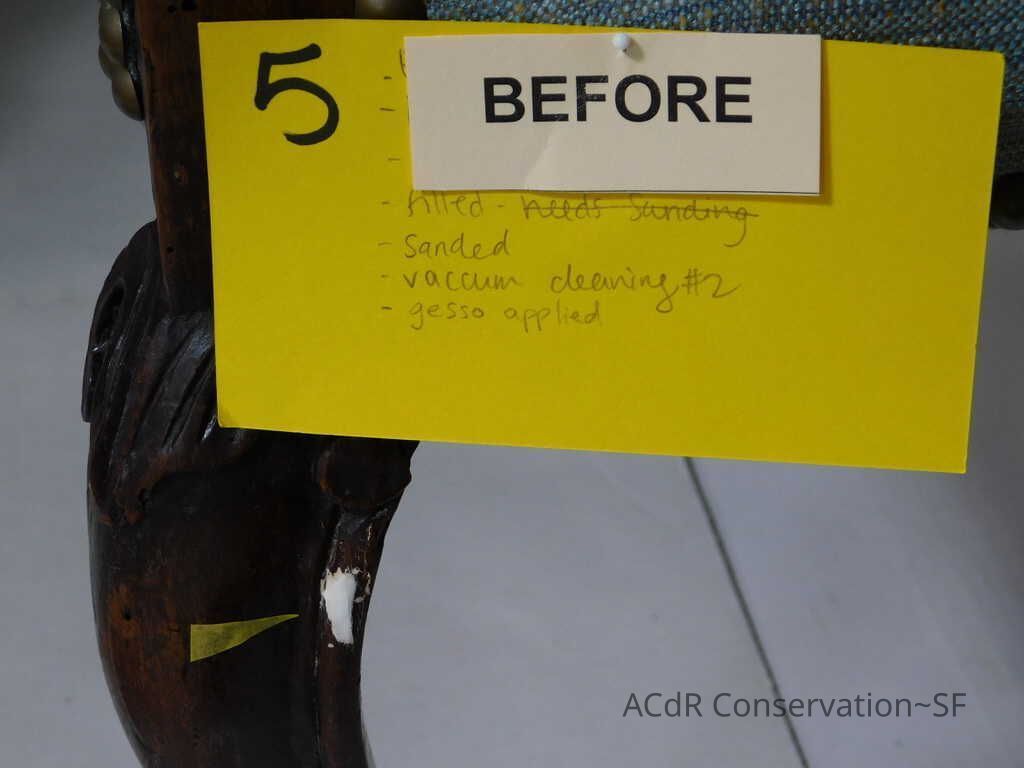 5
BEFORE
- filled - needs sanding
- sanded
- vaccum cleaning #2
- gesso applied
ACdR Conservation~SF